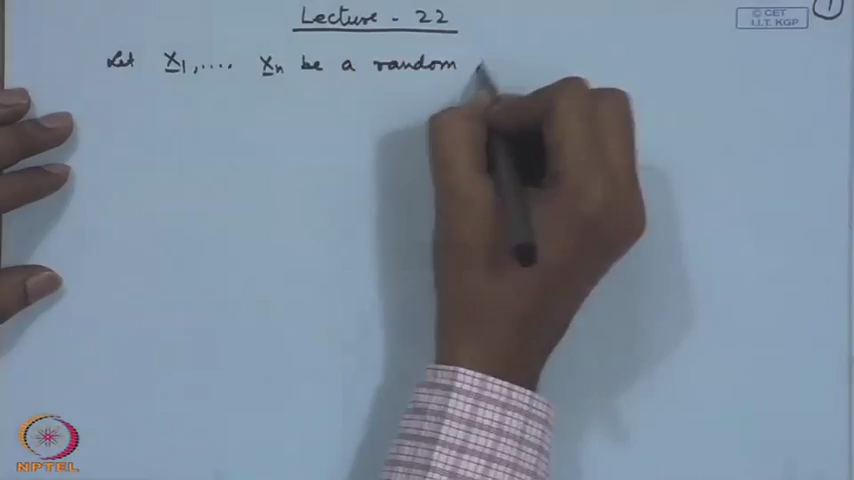 Lecture - 22
© CET
I.I.T. KGP
1
Let X1, .... Xn be a random
NPTEL